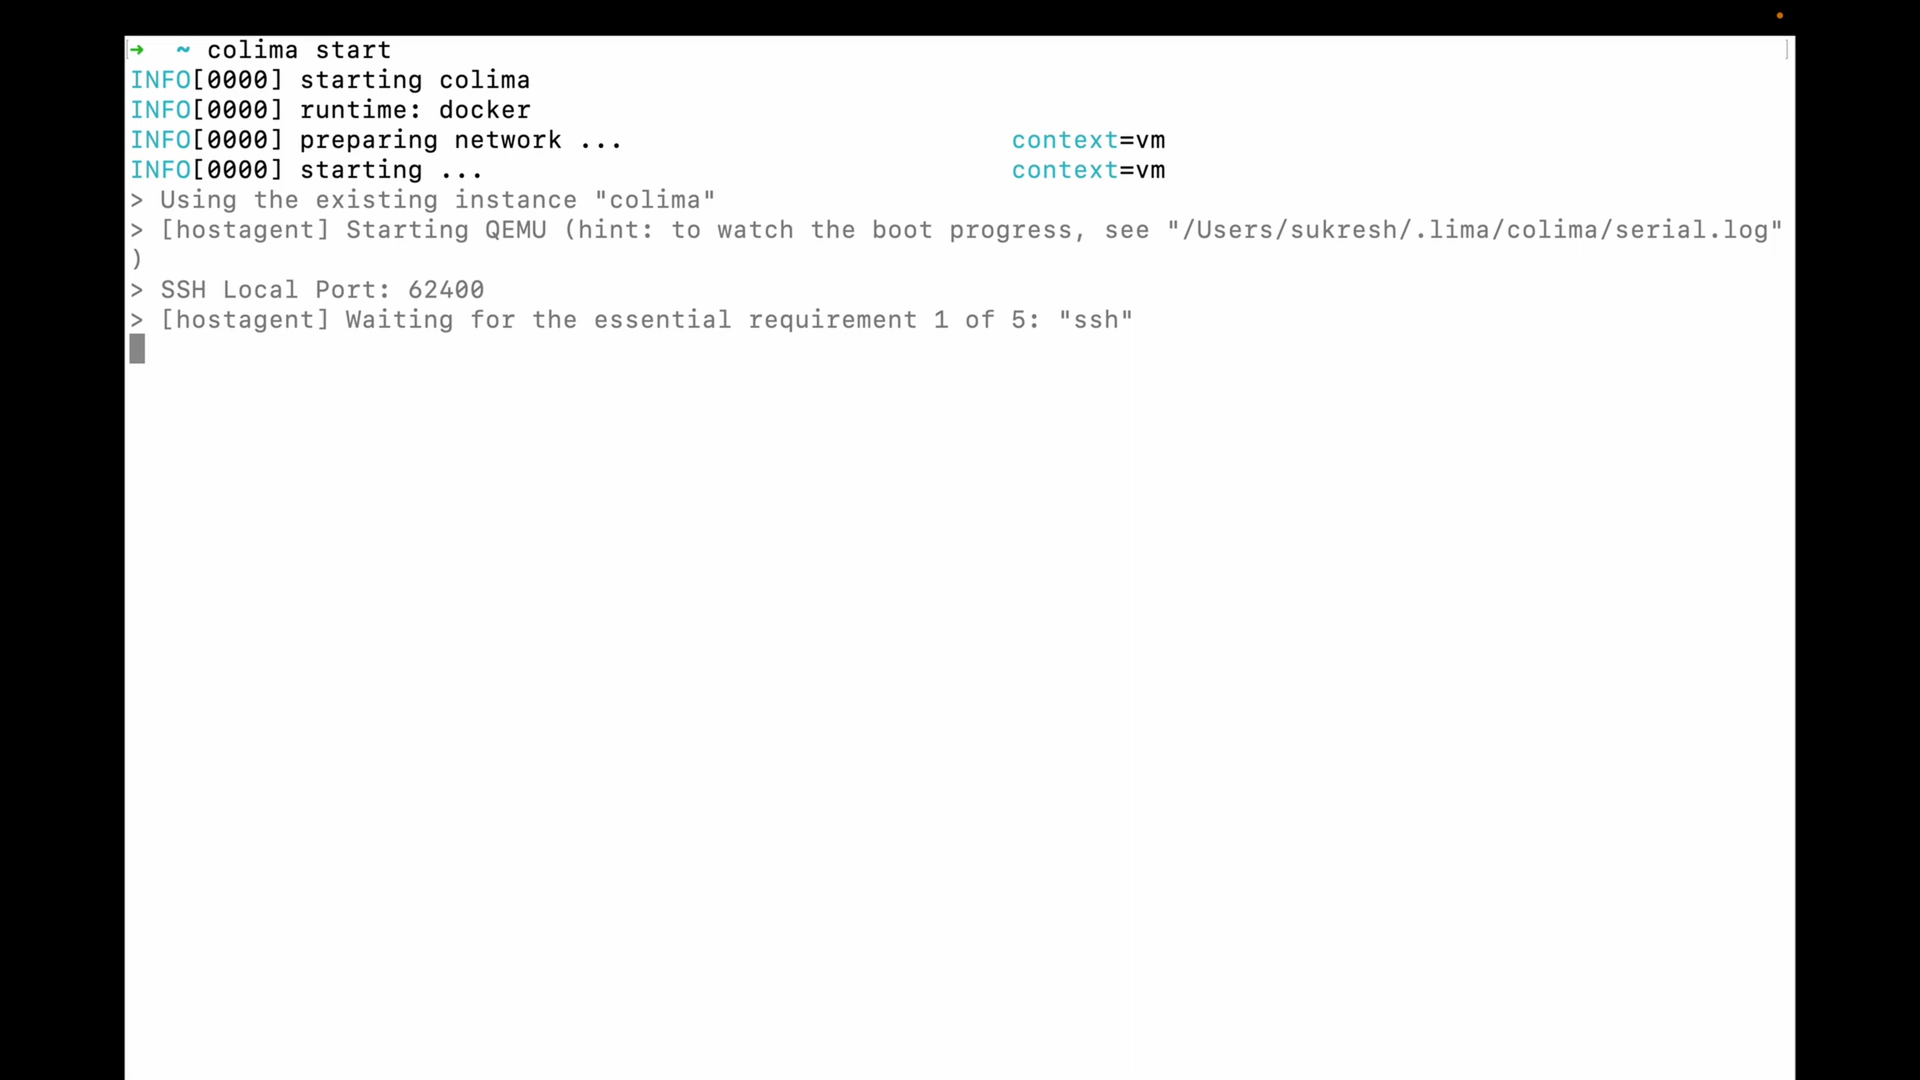 ➜ ~ colima start
INFO[0000] starting colima
INFO[0000] runtime: docker
INFO[0000] preparing network ... context=vm
INFO[0000] starting ... context=vm
> Using the existing instance "colima"
> [hostagent] Starting QEMU (hint: to watch the boot progress, see "/Users/sukresh/.lima/colima/serial.log"
)
> SSH Local Port: 62400
> [hostagent] Waiting for the essential requirement 1 of 5: "ssh"